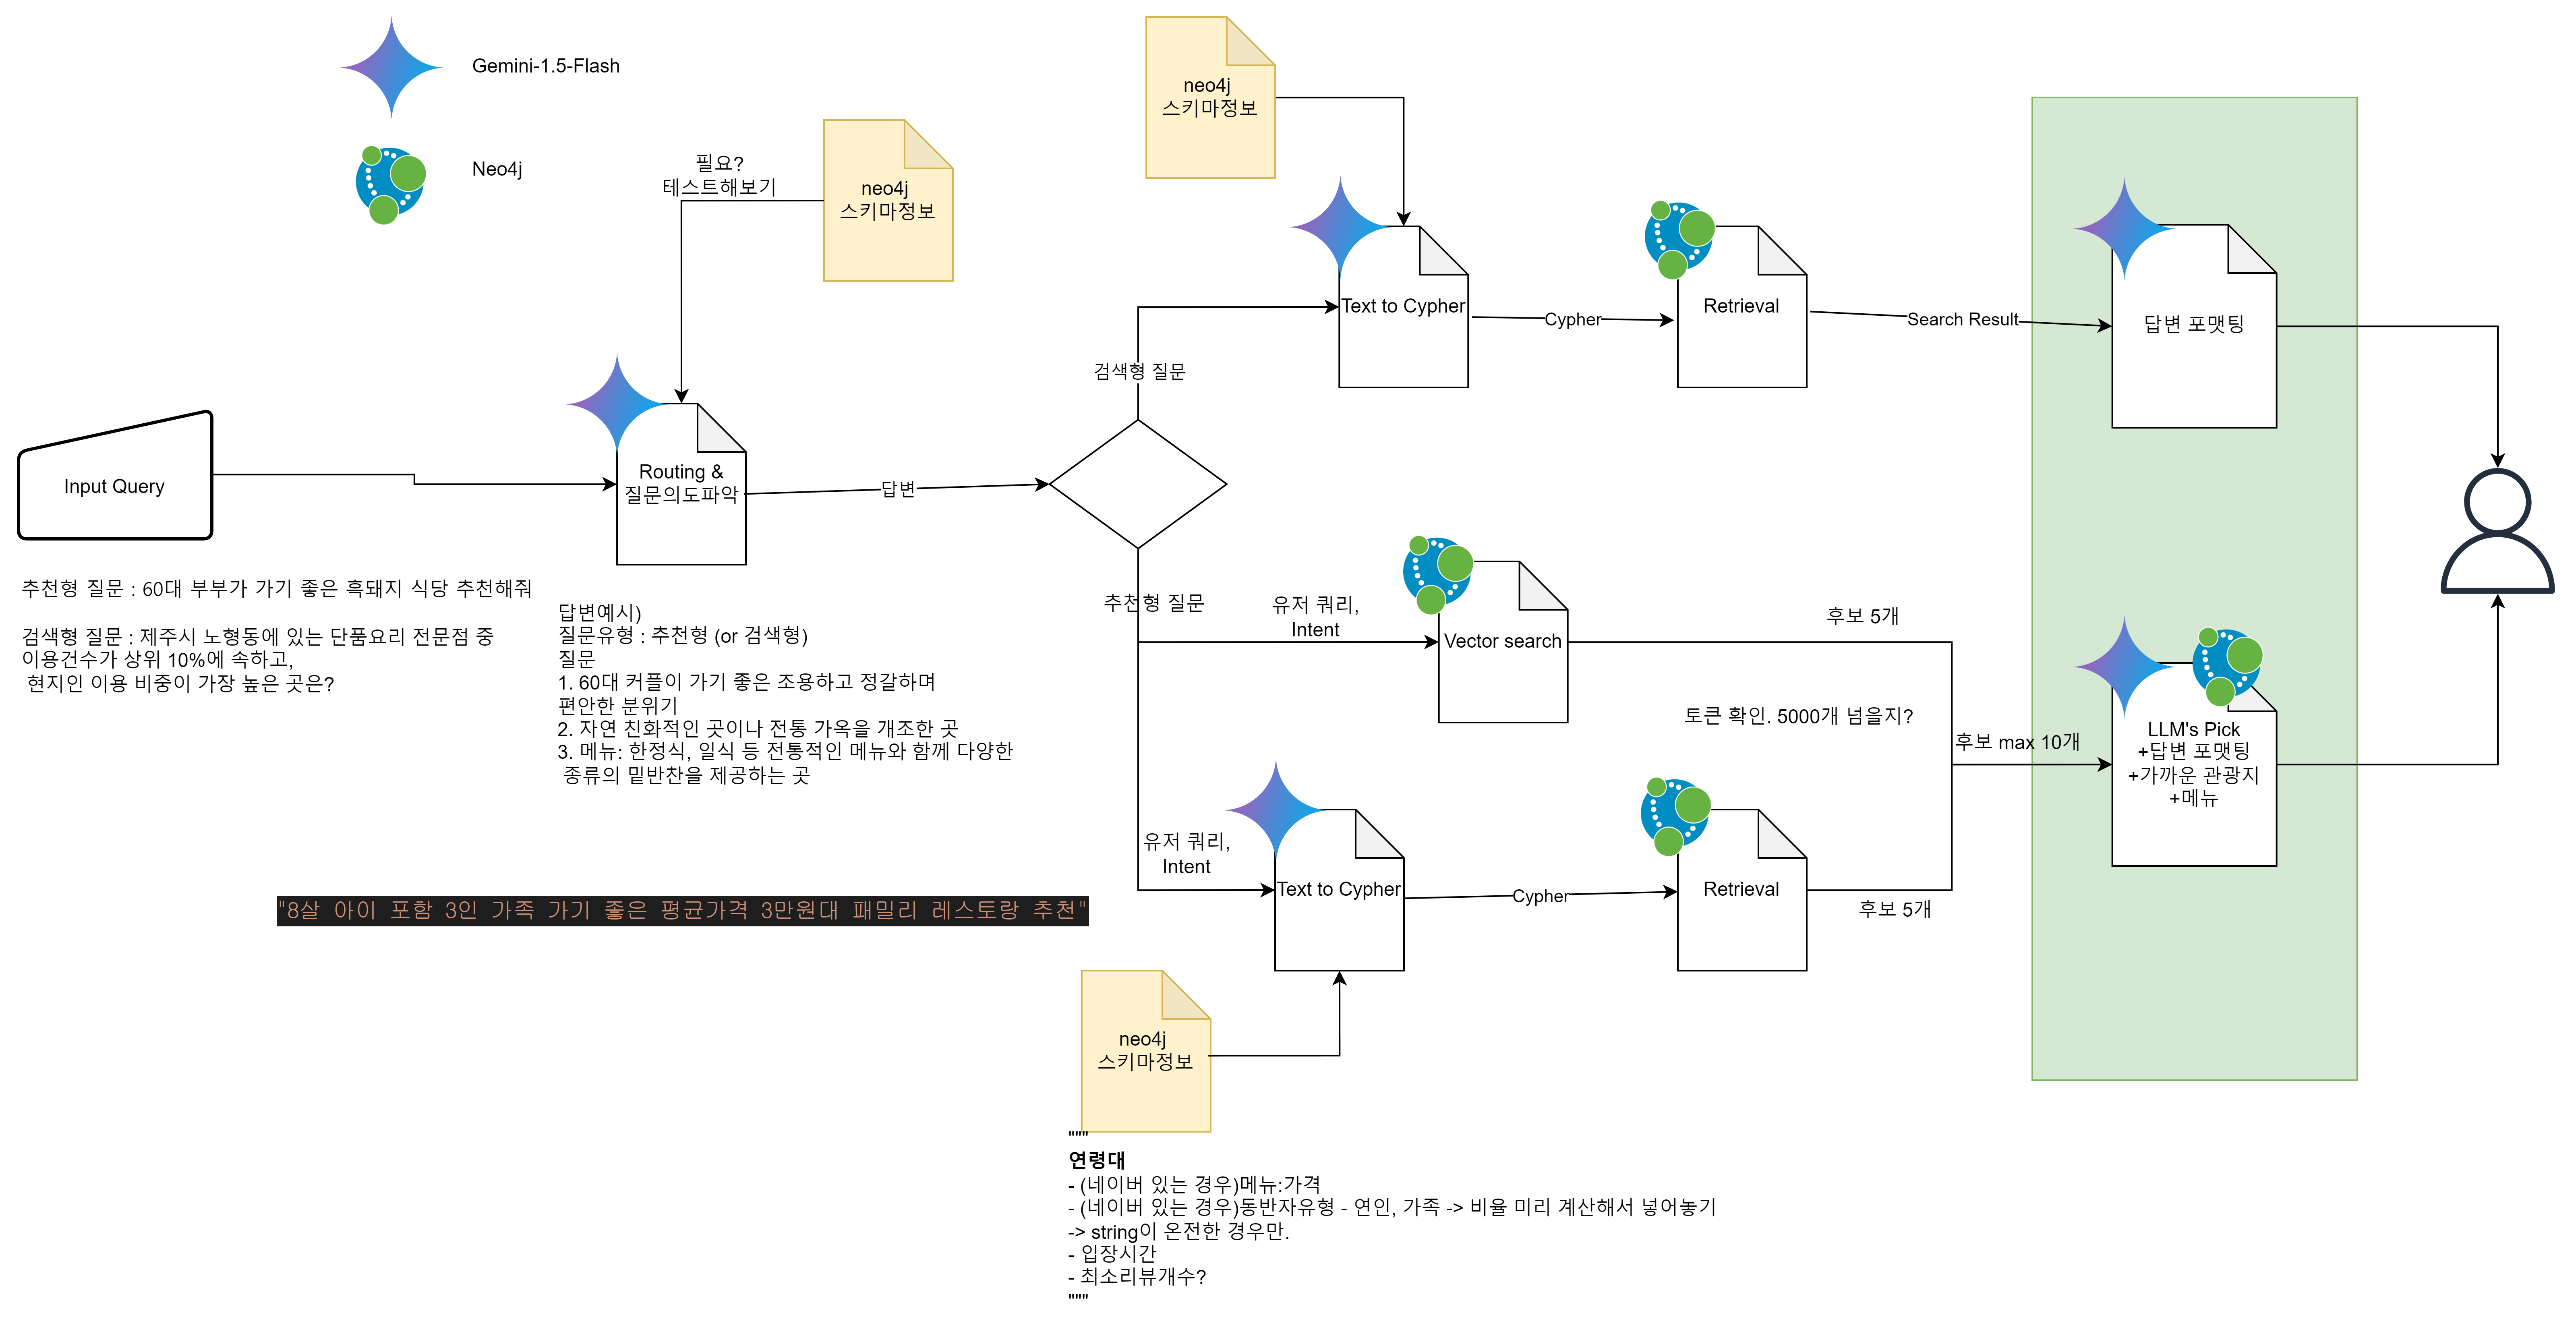 Gemini-1.5-Flash
Neo4j
neo4j
스키마정보
필요?
테스트해보기
neo4j
스키마정보
Text to Cypher
Cypher
Retrieval
Search Result
답변 포맷팅
검색형 질문
Input Query
Routing &
질문의도파악
답변
추천형 질문 : 60대 부부가 가기 좋은 흑돼지 식당 추천해줘
검색형 질문 : 제주시 노형동에 있는 단품요리 전문점 중
이용건수가 상위 10%에 속하고,
현지인 이용 비중이 가장 높은 곳은?
답변예시)
질문유형 : 추천형 (or 검색형)
질문
1. 60대 커플이 가기 좋은 조용하고 정갈하며
편안한 분위기
2. 자연 친화적인 곳이나 전통 가옥을 개조한 곳
3. 메뉴: 한정식, 일식 등 전통적인 메뉴와 함께 다양한
종류의 밑반찬을 제공하는 곳
추천형 질문
유저 쿼리,
Intent
Vector search
후보 5개
토큰 확인. 5000개 넘을지?
후보 max 10개
LLM's Pick
+답변 포맷팅
+가까운 관광지
+메뉴
유저 쿼리,
Intent
Text to Cypher
Cypher
Retrieval
후보 5개
"8살 아이 포함 3인 가족 가기 좋은 평균가격 3만원대 패밀리 레스토랑 추천"
neo4j
스키마정보
"""
연령대
- (네이버 있는 경우)메뉴:가격
- (네이버 있는 경우)동반자유형 - 연인, 가족 -> 비율 미리 계산해서 넣어놓기
-> string이 온전한 경우만.
- 입장시간
- 최소리뷰개수?
"""